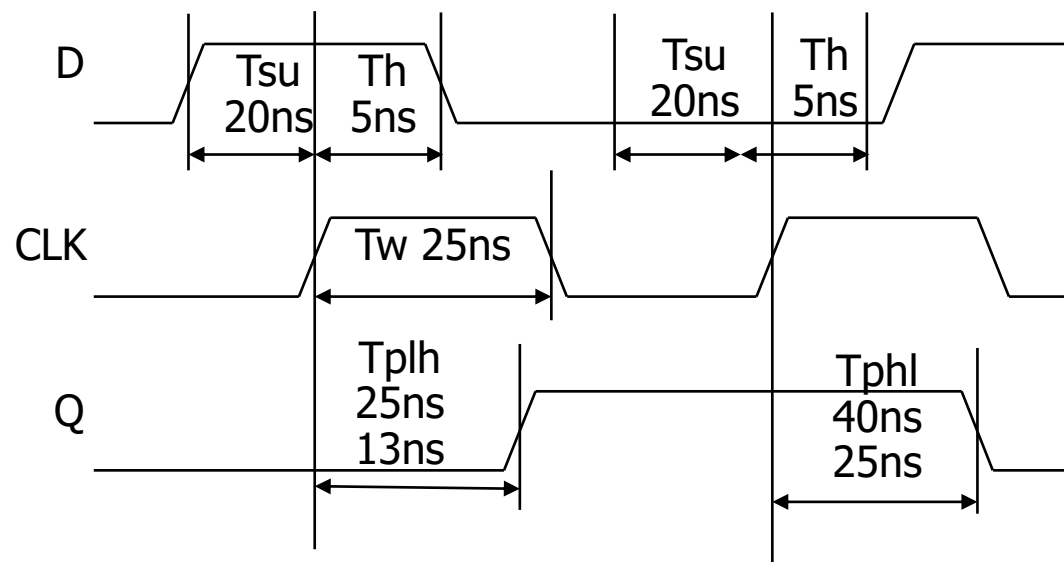 D
Tsu
20ns
Th
5ns
Tsu
20ns
Th
5ns
CLK
Tw 25ns
Q
Tplh
25ns
13ns
Tphl
40ns
25ns